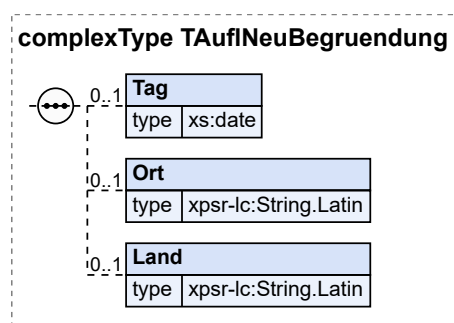 complexType TAuflNeuBegruendung
0..1 Tag
type xs:date
0..1 Ort
type xpsr-lc:String.Latin
0..1 Land
type xpsr-lc:String.Latin